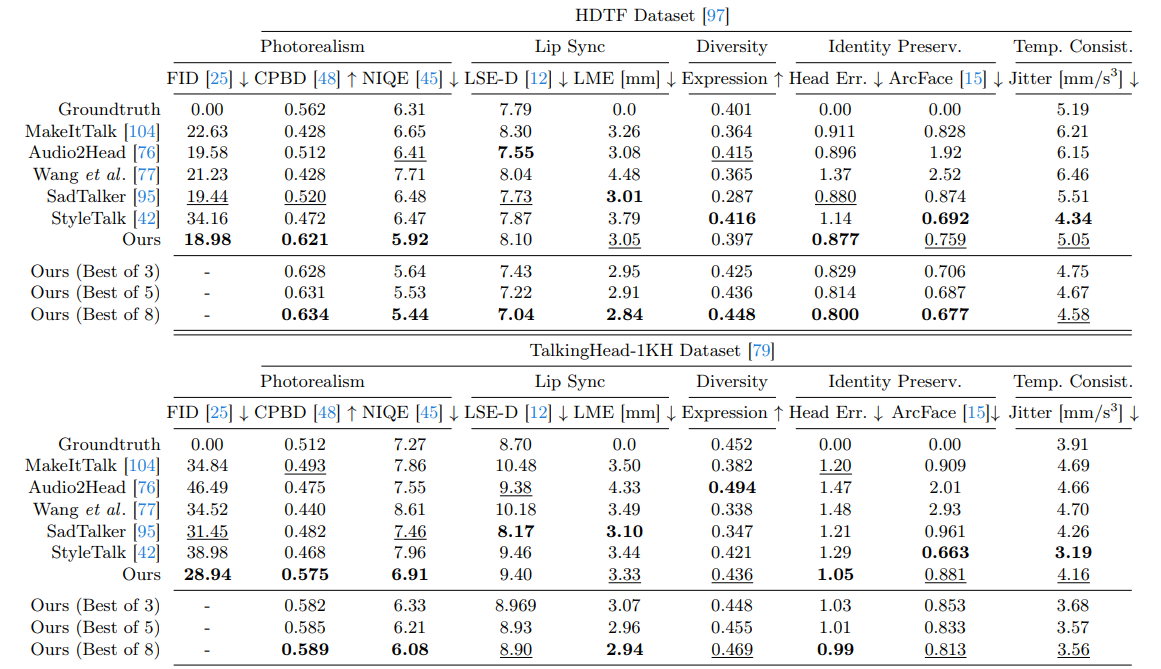 HDTF Dataset [97]
Photorealism Lip Sync Diversity Identity Preserv. Temp. Consist.
FID [25] ↓ CPBD [48] ↑ NIQE [45] ↓ LSE-D [12] ↓ LME [mm] ↓ Expression ↑ Head Err. ↓ ArcFace [15] ↓ Jitter [mm/s³] ↓
Groundtruth 0.00 0.562 6.31 7.79 0.0 0.401 0.00 0.00 5.19
MakeItTalk [104] 22.63 0.428 6.65 8.30 3.26 0.364 0.911 0.828 6.21
Audio2Head [76] 19.58 0.512 6.41 7.55 3.08 0.415 0.896 1.92 6.15
Wang et al. [77] 21.23 0.428 7.71 8.04 4.48 0.365 1.37 2.52 6.46
SadTalker [95] 19.44 0.520 6.48 7.73 3.01 0.287 0.880 0.874 5.51
StyleTalk [42] 34.16 0.472 6.47 7.87 3.79 0.416 1.14 0.692 4.34
Ours 18.98 0.621 5.92 8.10 3.05 0.397 0.877 0.759 5.05
Ours (Best of 3) - 0.628 5.64 7.43 2.95 0.425 0.829 0.706 4.75
Ours (Best of 5) - 0.631 5.53 7.22 2.91 0.436 0.814 0.687 4.67
Ours (Best of 8) - 0.634 5.44 7.04 2.84 0.448 0.800 0.677 4.58
TalkingHead-1KH Dataset [79]
Photorealism Lip Sync Diversity Identity Preserv. Temp. Consist.
FID [25] ↓ CPBD [48] ↑ NIQE [45] ↓ LSE-D [12] ↓ LME [mm] ↓ Expression ↑ Head Err. ↓ ArcFace [15]↓ Jitter [mm/s³] ↓
Groundtruth 0.00 0.512 7.27 8.70 0.0 0.452 0.00 0.00 3.91
MakeItTalk [104] 34.84 0.493 7.86 10.48 3.50 0.382 1.20 0.909 4.69
Audio2Head [76] 46.49 0.475 7.55 9.38 4.33 0.494 1.47 2.01 4.66
Wang et al. [77] 34.52 0.440 8.61 10.18 3.49 0.338 1.48 2.93 4.70
SadTalker [95] 31.45 0.482 7.46 8.17 3.10 0.347 1.21 0.961 4.26
StyleTalk [42] 38.98 0.468 7.96 9.46 3.44 0.421 1.29 0.663 3.19
Ours 28.94 0.575 6.91 9.40 3.33 0.436 1.05 0.881 4.16
Ours (Best of 3) - 0.582 6.33 8.969 3.07 0.448 1.03 0.853 3.68
Ours (Best of 5) - 0.585 6.21 8.93 2.96 0.455 1.01 0.833 3.57
Ours (Best of 8) - 0.589 6.08 8.90 2.94 0.469 0.99 0.813 3.56